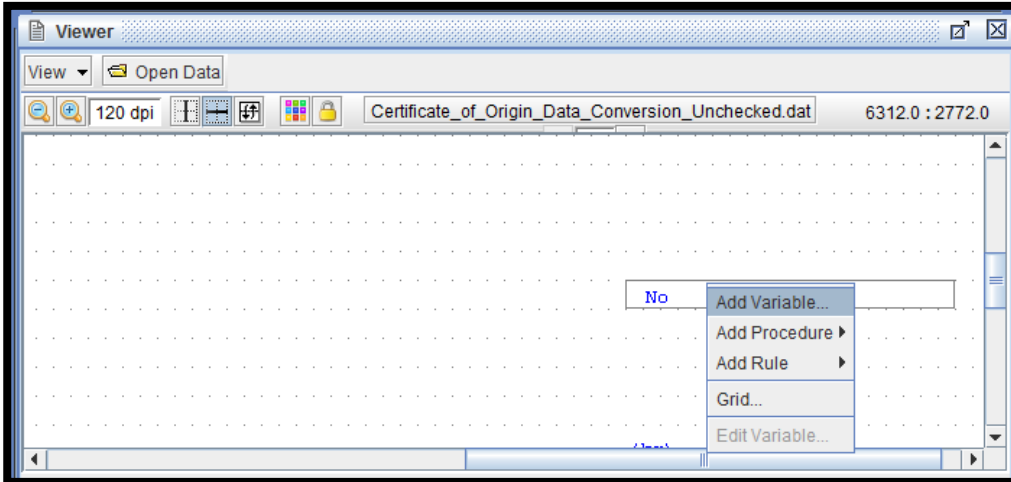 Viewer
View Open Data
120 dpi Certificate_of_Origin_Data_Conversion_Unchecked.dat 6312.0 : 2772.0
No
Add Variable...
Add Procedure
Add Rule
Grid...
Edit Variable...